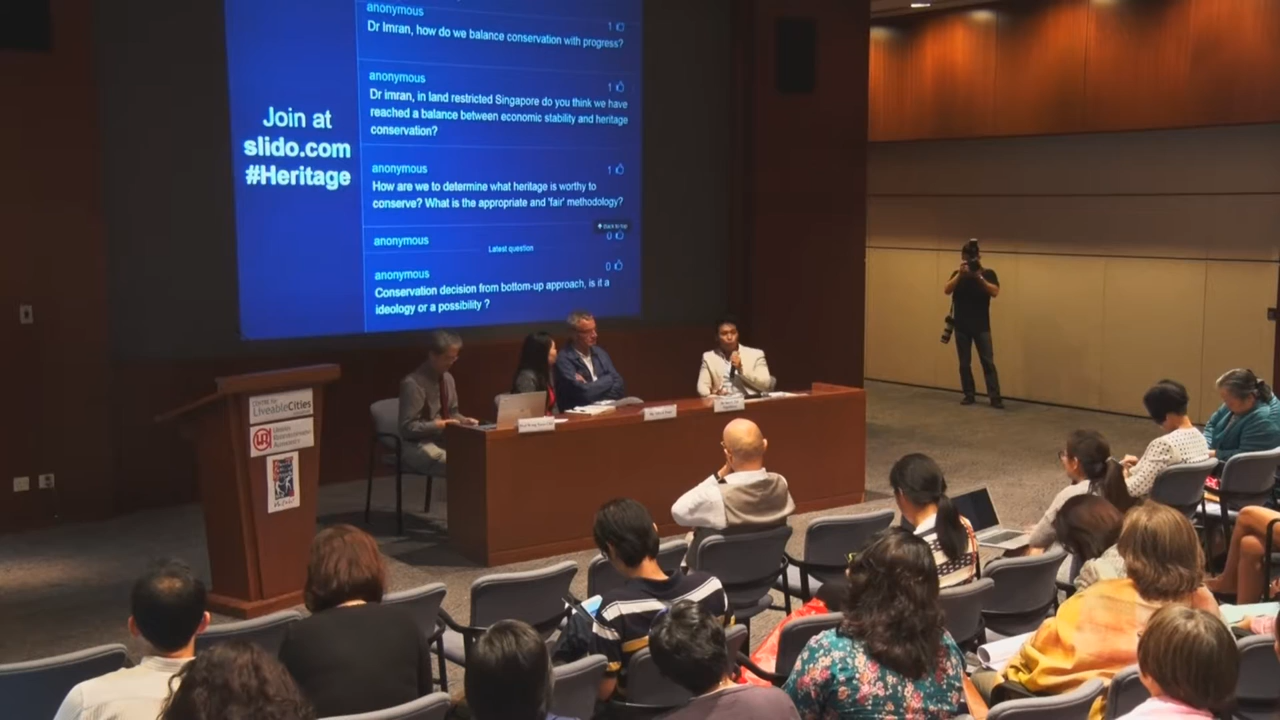 Join at
slido.com
#Heritage
anonymous
1
Dr Imran, how do we balance conservation with progress?
anonymous
1
Dr imran, in land restricted Singapore do you think we have
reached a balance between economic stability and heritage
conservation?
anonymous
1
How are we to determine what heritage is worthy to
conserve? What is the appropriate and 'fair' methodology?
Back to top
anonymous
0
Latest question
anonymous
0
Conservation decision from bottom-up approach, is it a
ideology or a possibility ?
CENTRE for
LiveableCities